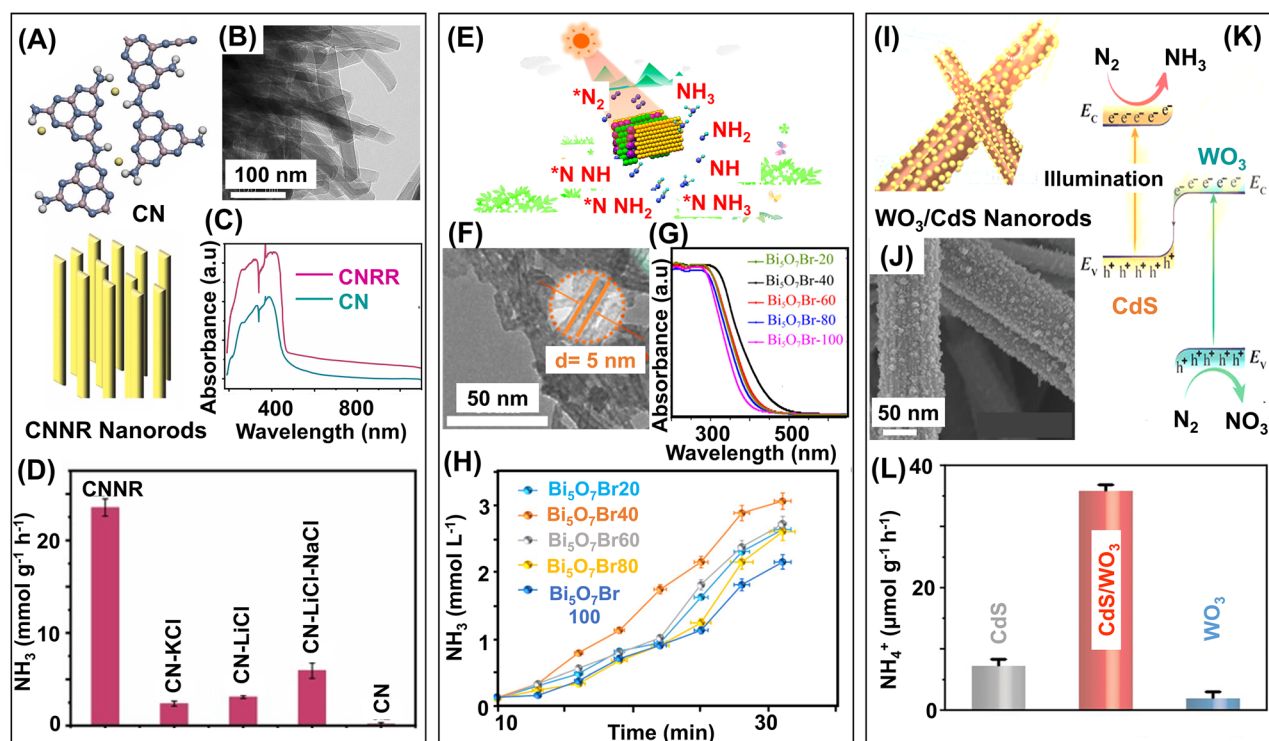 (A)
CN
CNNR Nanorods
(B)
100 nm
(C)
Absorbance (a.u)
CNRR
CN
400
800
Wavelength (nm)
(D)
NH₃ (mmol g⁻¹ h⁻¹)
20
10
0
CNNR
CN-KCl
CN-LiCl
CN-LiCl-NaCl
CN
(E)
*N₂
NH₃
NH₂
NH
*N NH
*N NH₂
*N NH₃
(F)
d= 5 nm
50 nm
(G)
Absorbance (a.u)
Bi₅O₇Br-20
Bi₅O₇Br-40
Bi₅O₇Br-60
Bi₅O₇Br-80
Bi₅O₇Br-100
300
500
Wavelength (nm)
(H)
NH₃ (mmol L⁻¹)
3
2
1
0
Bi₅O₇Br20
Bi₅O₇Br40
Bi₅O₇Br60
Bi₅O₇Br80
Bi₅O₇Br
100
10
30
Time (min)
(I)
WO₃/CdS Nanorods
(J)
50 nm
(K)
N₂
NH₃
E_C
e⁻ e⁻ e⁻ e⁻ e⁻
Illumination
WO₃
e⁻ e⁻ e⁻ e⁻ e⁻
E_C
E_V
h⁺ h⁺ h⁺ h⁺ h⁺
CdS
h⁺ h⁺ h⁺ h⁺ h⁺
E_V
N₂
NO₃
(L)
NH₄⁺ (μmol g⁻¹ h⁻¹)
40
20
0
CdS
CdS/WO₃
WO₃